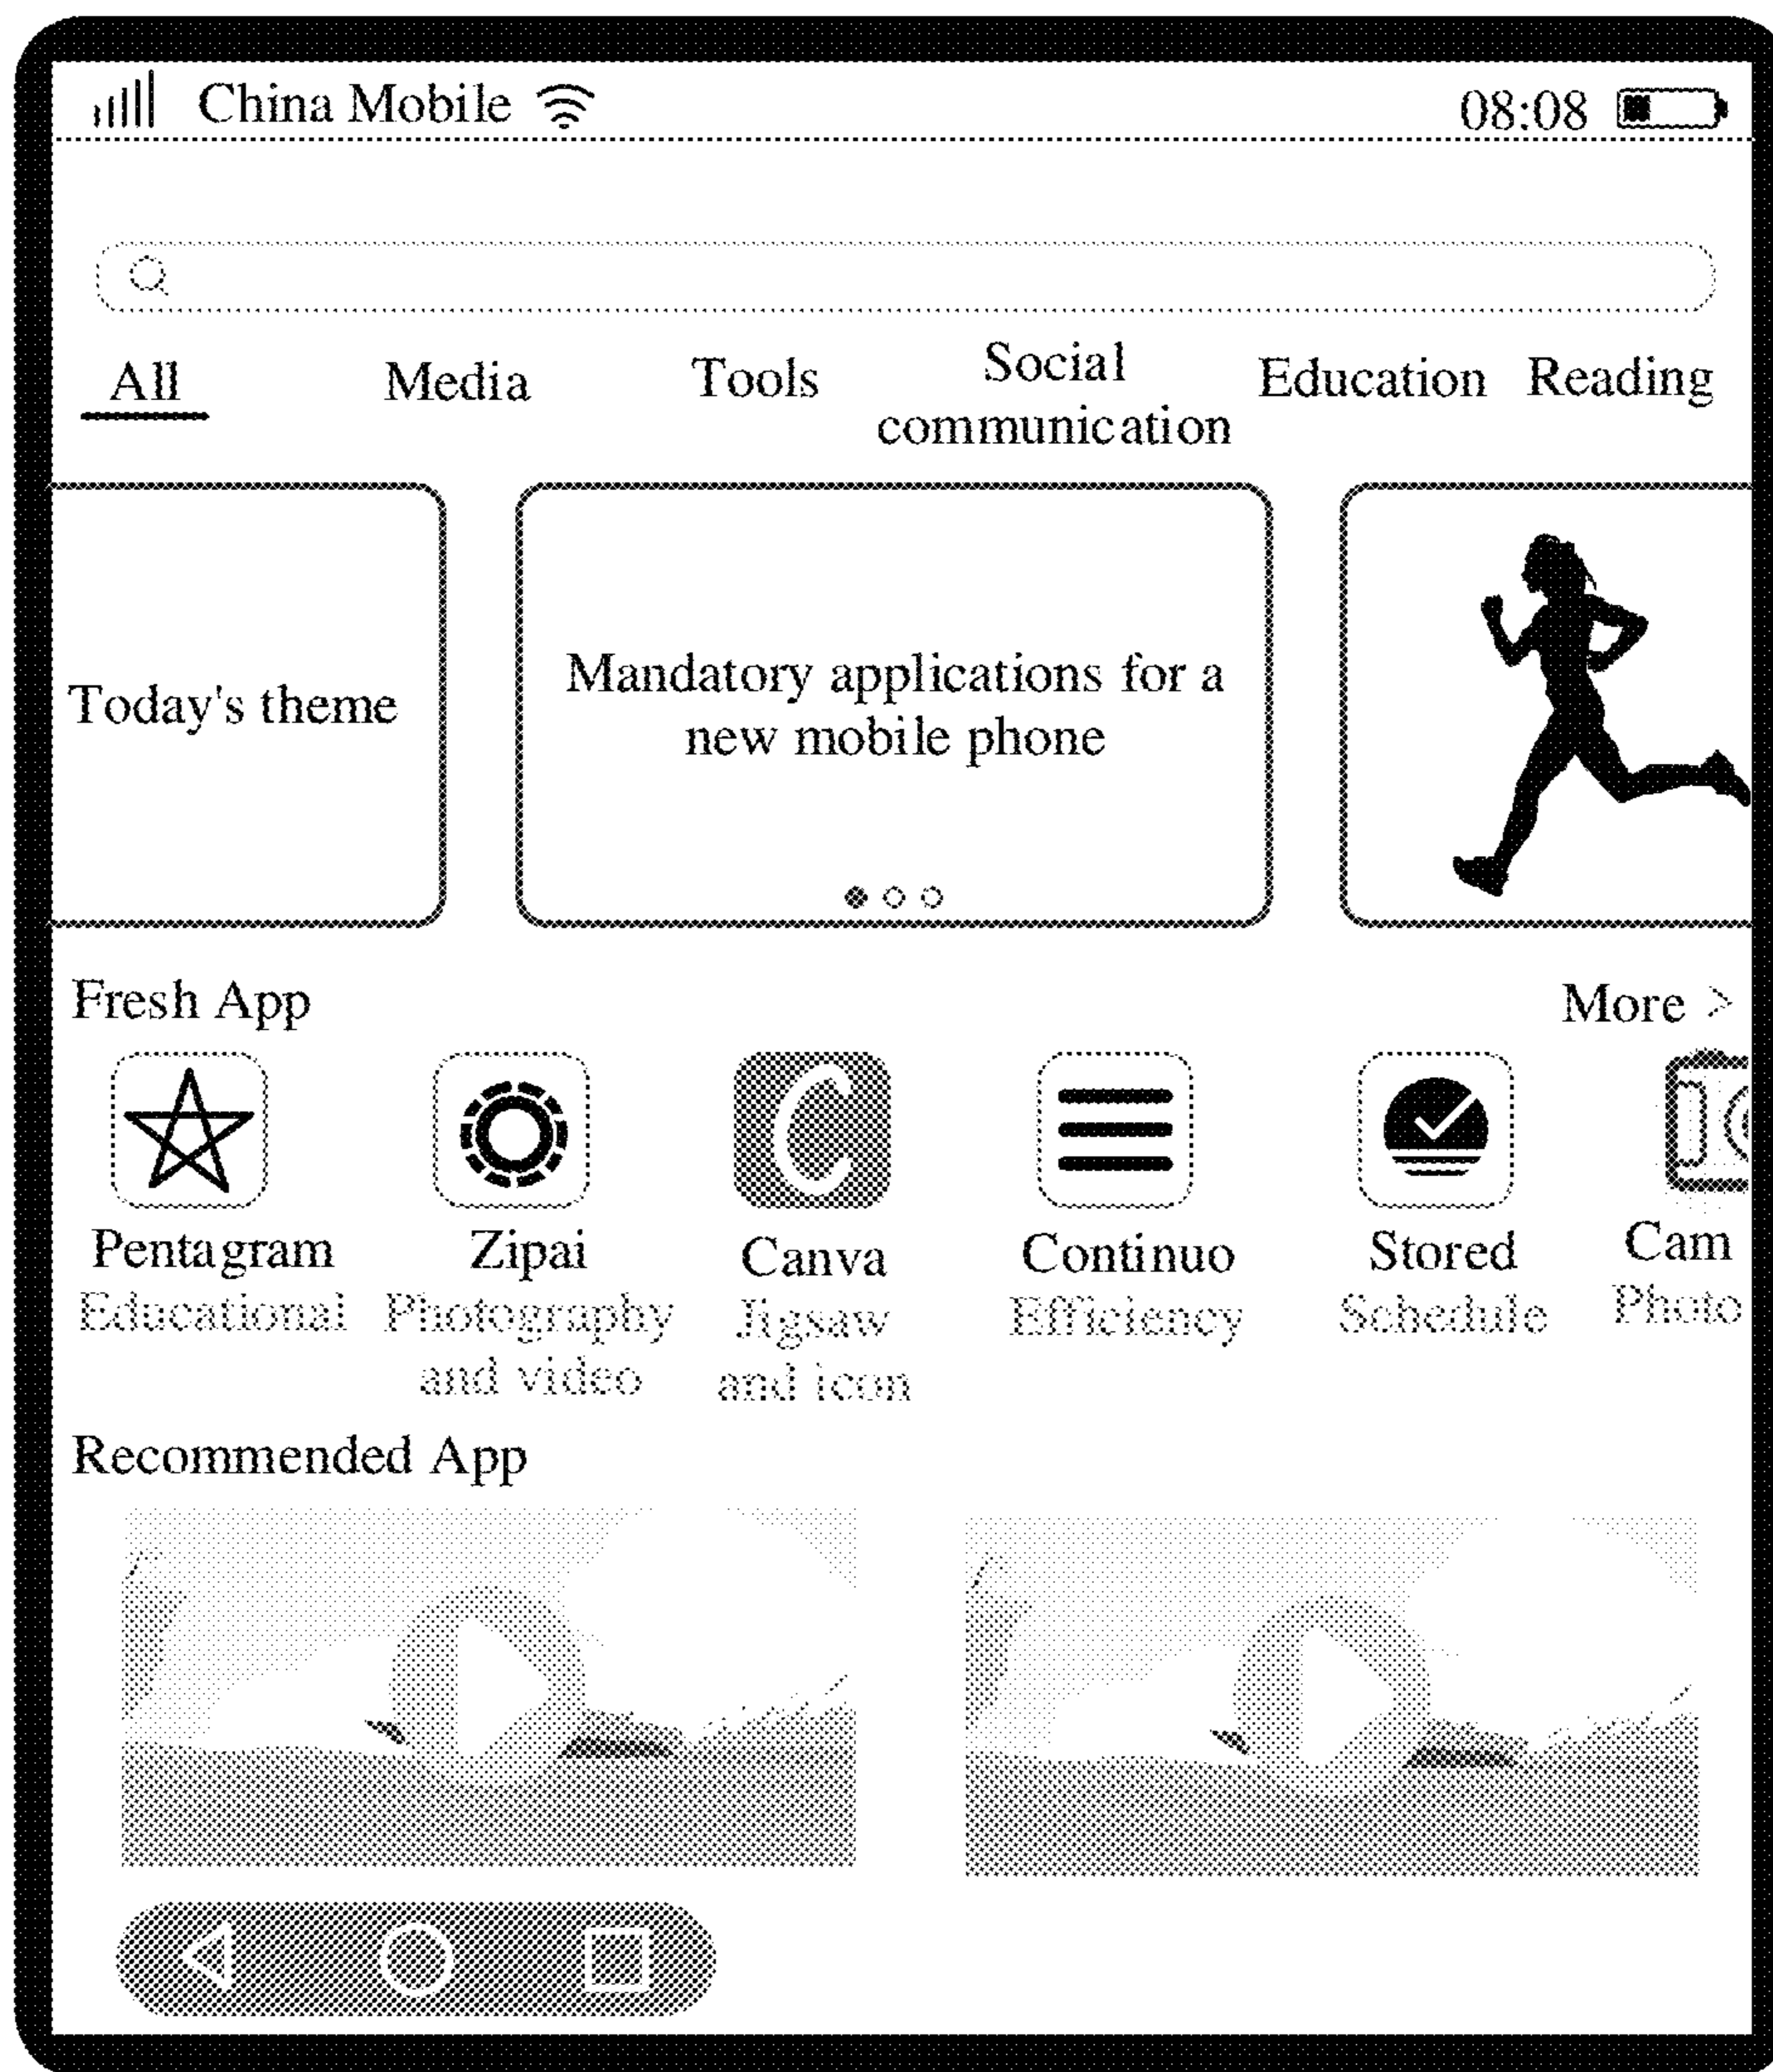 China Mobile 08:08
All Media Tools Social communication Education Reading
Today's theme
Mandatory applications for a
new mobile phone
Fresh App More >
Pentagram
Educational
Zipai
Photography
and video
Canva
Jigsaw
and icon
Continuo
Efficiency
Stored
Schedule
Cam
Photo
Recommended App